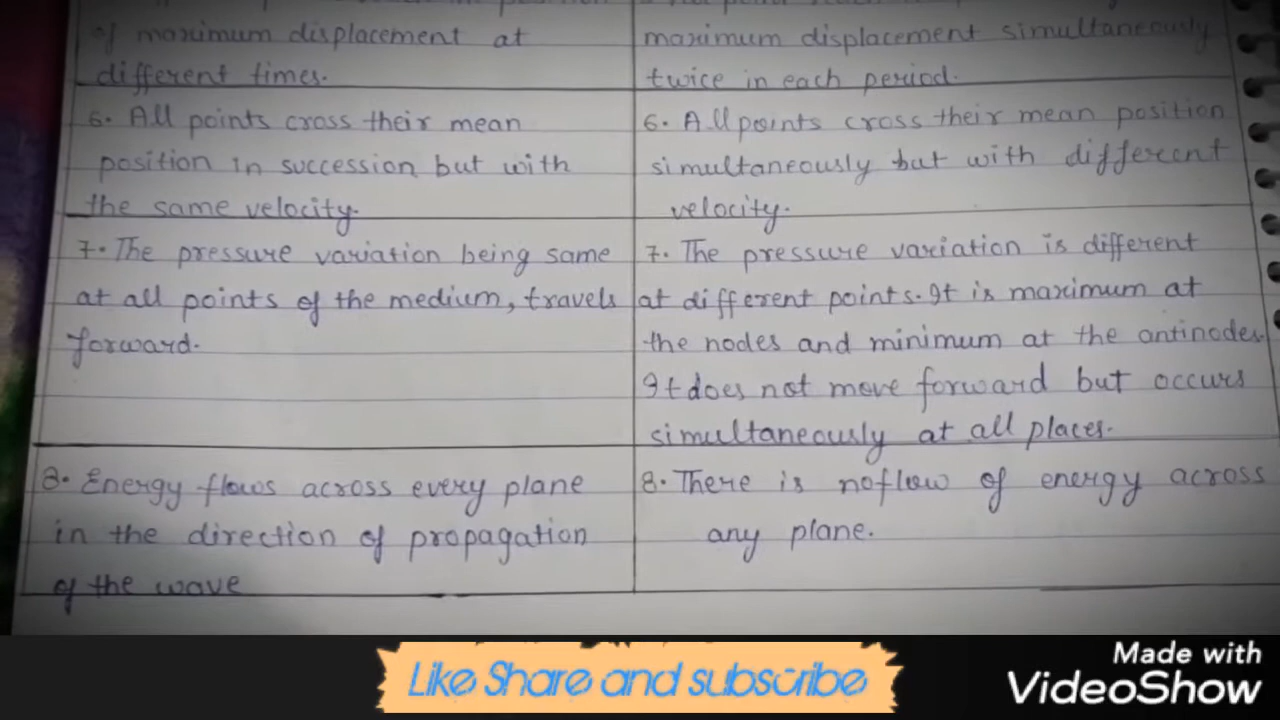 of maximum displacement at
different times.
6. All points cross their mean
position in succession but with
the same velocity.
7. The pressure variation being same
at all points of the medium, travels
forward.
8. Energy flows across every plane
in the direction of propagation
of the wave
maximum displacement simultaneously
twice in each period.
6. All points cross their mean position
simultaneously but with different
velocity.
7. The pressure variation is different
at different points. It is maximum at
the nodes and minimum at the antinodes.
It does not move forward but occurs
simultaneously at all places.
8. There is no flow of energy across
any plane.
Like Share and subscribe
Made with
VideoShow